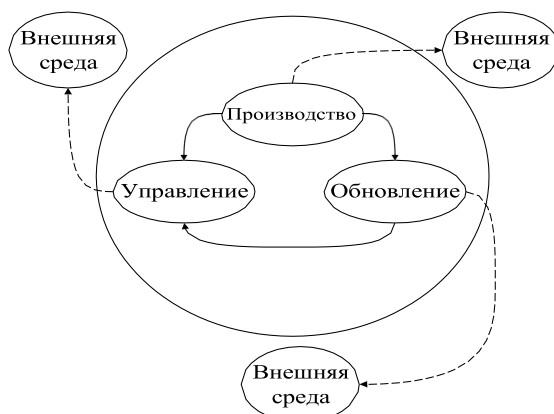 Внешняя
среда
Внешняя
среда
Производство
Управление
Обновление
Внешняя
среда